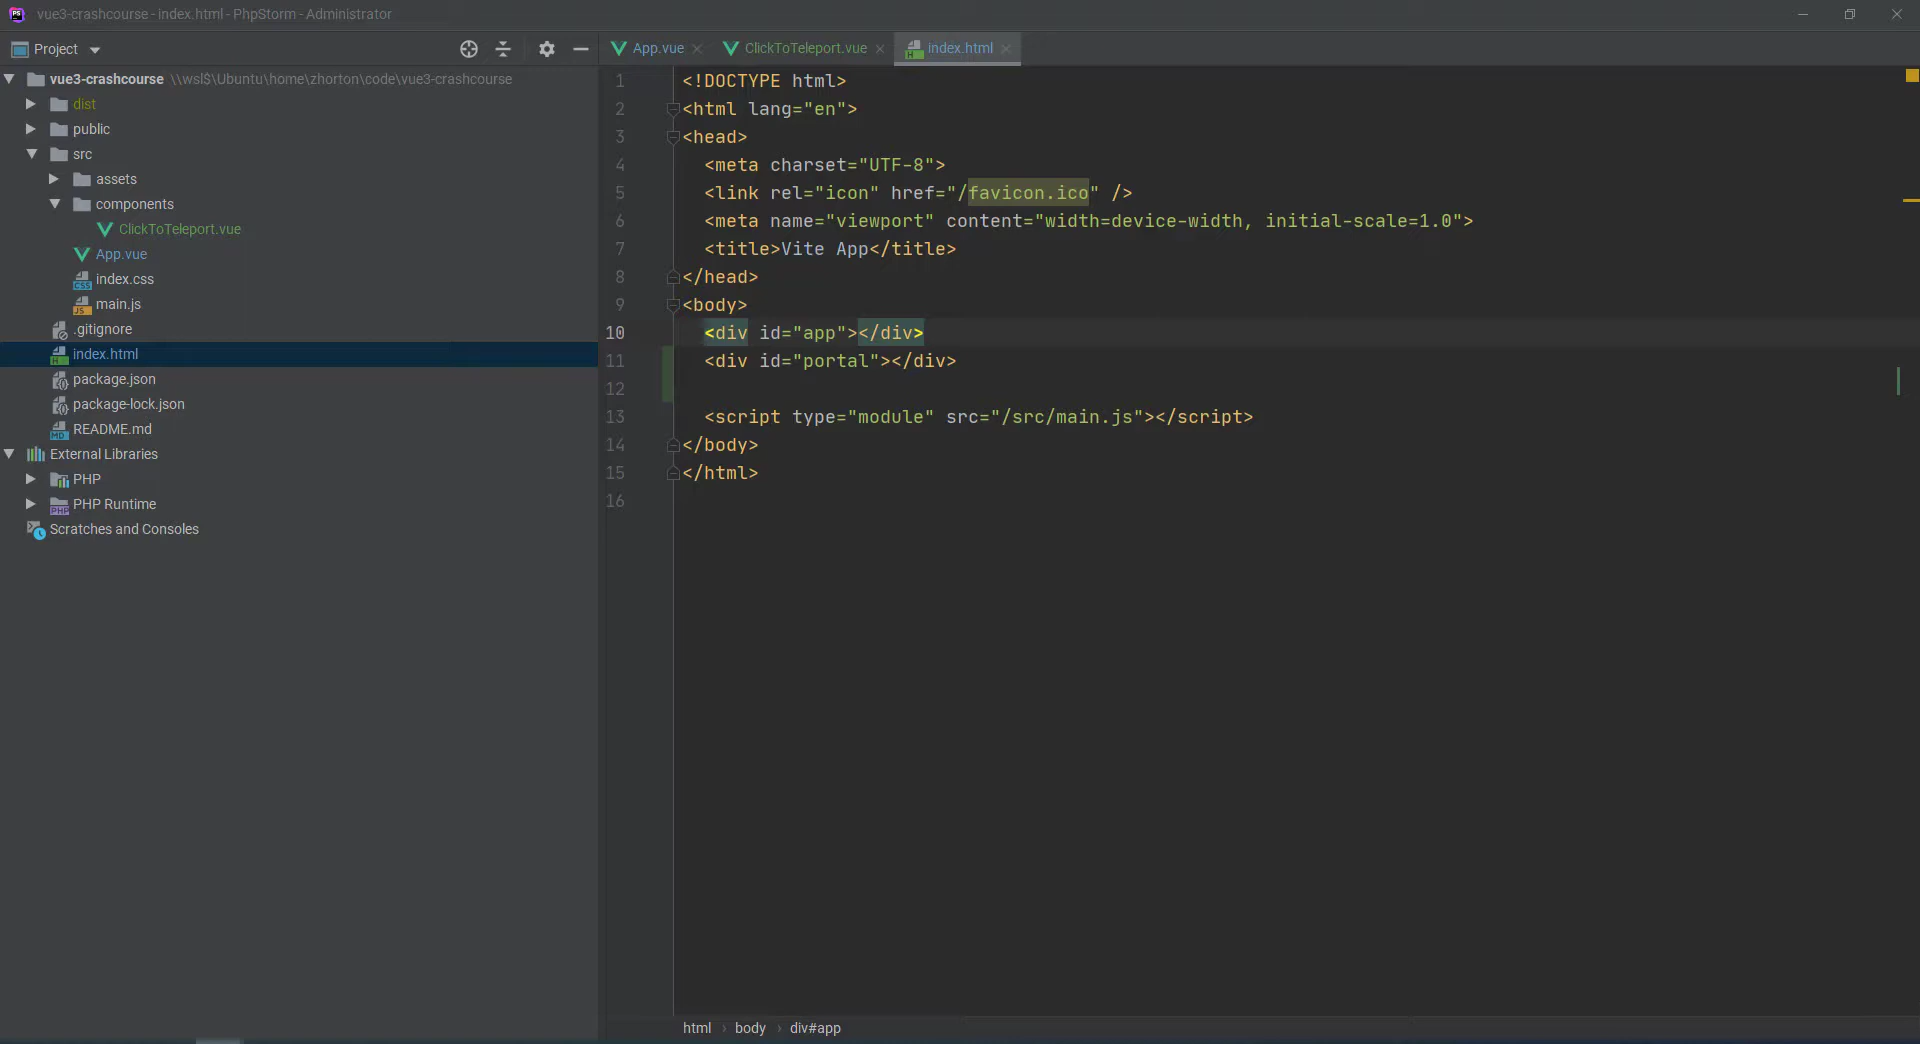 vue3-crashcourse - index.html - PhpStorm - Administrator
Project
App.vue
ClickToTeleport.vue
index.html
vue3-crashcourse \\wsl$\Ubuntu\home\zhorton\code\vue3-crashcourse
dist
public
src
assets
components
ClickToTeleport.vue
App.vue
index.css
main.js
.gitignore
index.html
package.json
package-lock.json
README.md
External Libraries
PHP
PHP Runtime
Scratches and Consoles
1 <!DOCTYPE html>
2 <html lang="en">
3 <head>
4 <meta charset="UTF-8">
5 <link rel="icon" href="/favicon.ico" />
6 <meta name="viewport" content="width=device-width, initial-scale=1.0">
7 <title>Vite App</title>
8 </head>
9 <body>
10 <div id="app"></div>
11 <div id="portal"></div>
12
13 <script type="module" src="/src/main.js"></script>
14 </body>
15 </html>
16
html › body › div#app